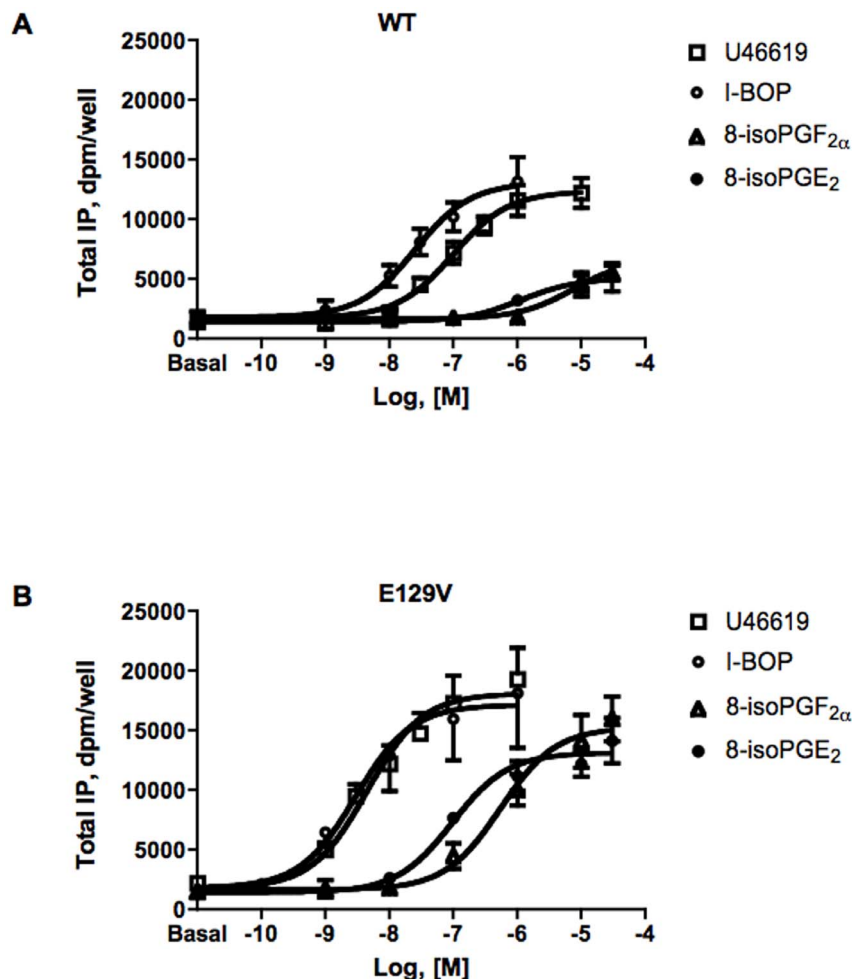 A
WT
25000
20000
15000
10000
5000
0
Total IP, dpm/well
Basal -10 -9 -8 -7 -6 -5 -4
Log, [M]
U46619
I-BOP
8-isoPGF2α
8-isoPGE2
B
E129V
25000
20000
15000
10000
5000
0
Total IP, dpm/well
Basal -10 -9 -8 -7 -6 -5 -4
Log, [M]
U46619
I-BOP
8-isoPGF2α
8-isoPGE2